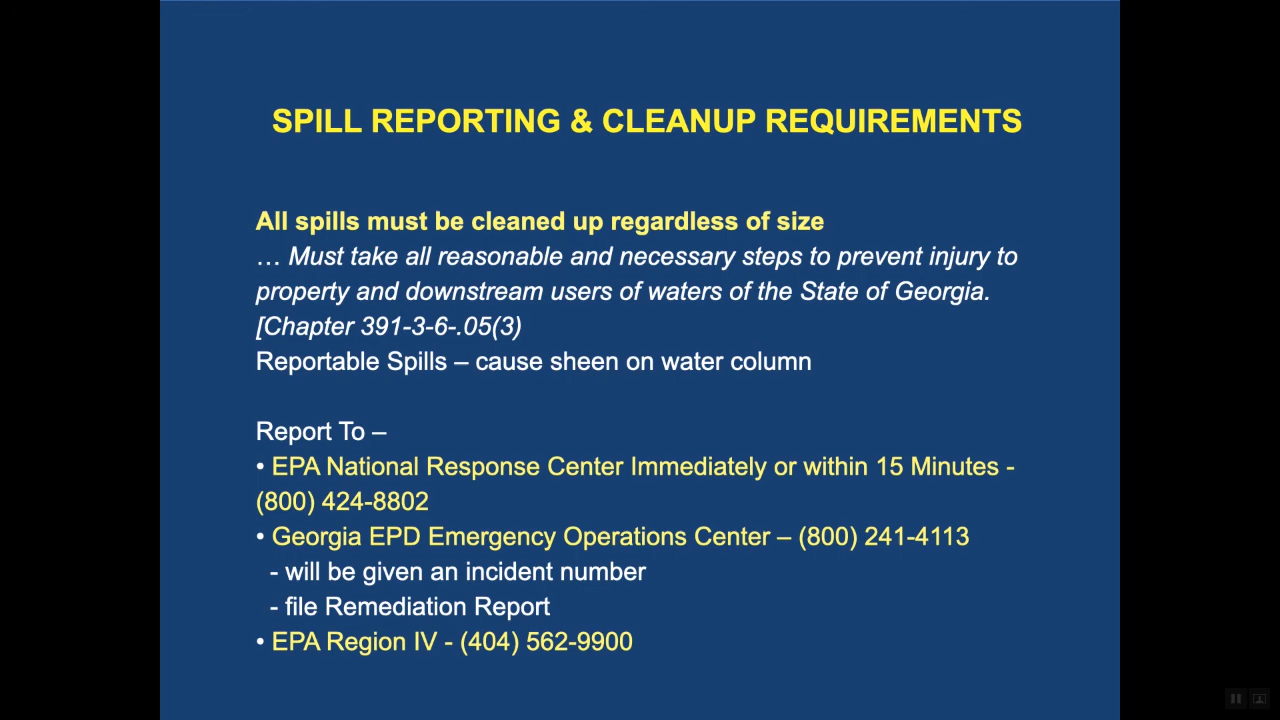 SPILL REPORTING & CLEANUP REQUIREMENTS
All spills must be cleaned up regardless of size
… Must take all reasonable and necessary steps to prevent injury to
property and downstream users of waters of the State of Georgia.
[Chapter 391-3-6-.05(3)
Reportable Spills – cause sheen on water column
Report To –
• EPA National Response Center Immediately or within 15 Minutes -
(800) 424-8802
• Georgia EPD Emergency Operations Center – (800) 241-4113
- will be given an incident number
- file Remediation Report
• EPA Region IV - (404) 562-9900